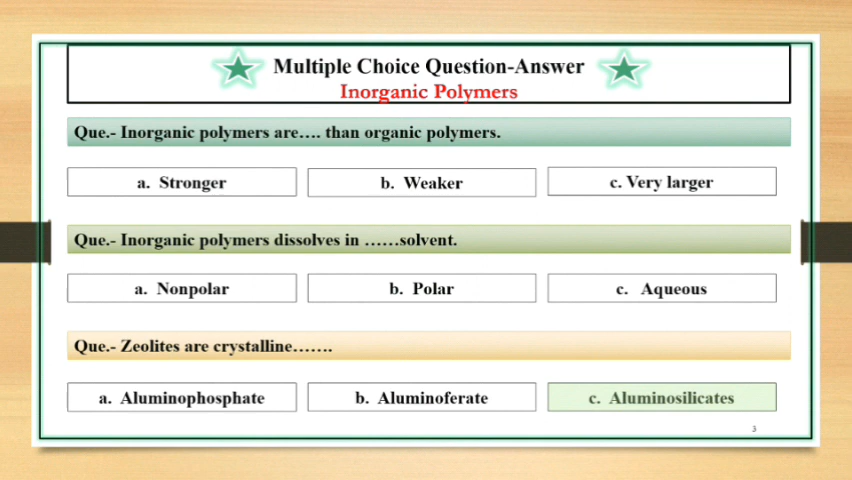 Multiple Choice Question-Answer
Inorganic Polymers
Que.- Inorganic polymers are…. than organic polymers.
a. Stronger
b. Weaker
c. Very larger
Que.- Inorganic polymers dissolves in ……solvent.
a. Nonpolar
b. Polar
c. Aqueous
Que.- Zeolites are crystalline…….
a. Aluminophosphate
b. Aluminoferate
c. Aluminosilicates
3